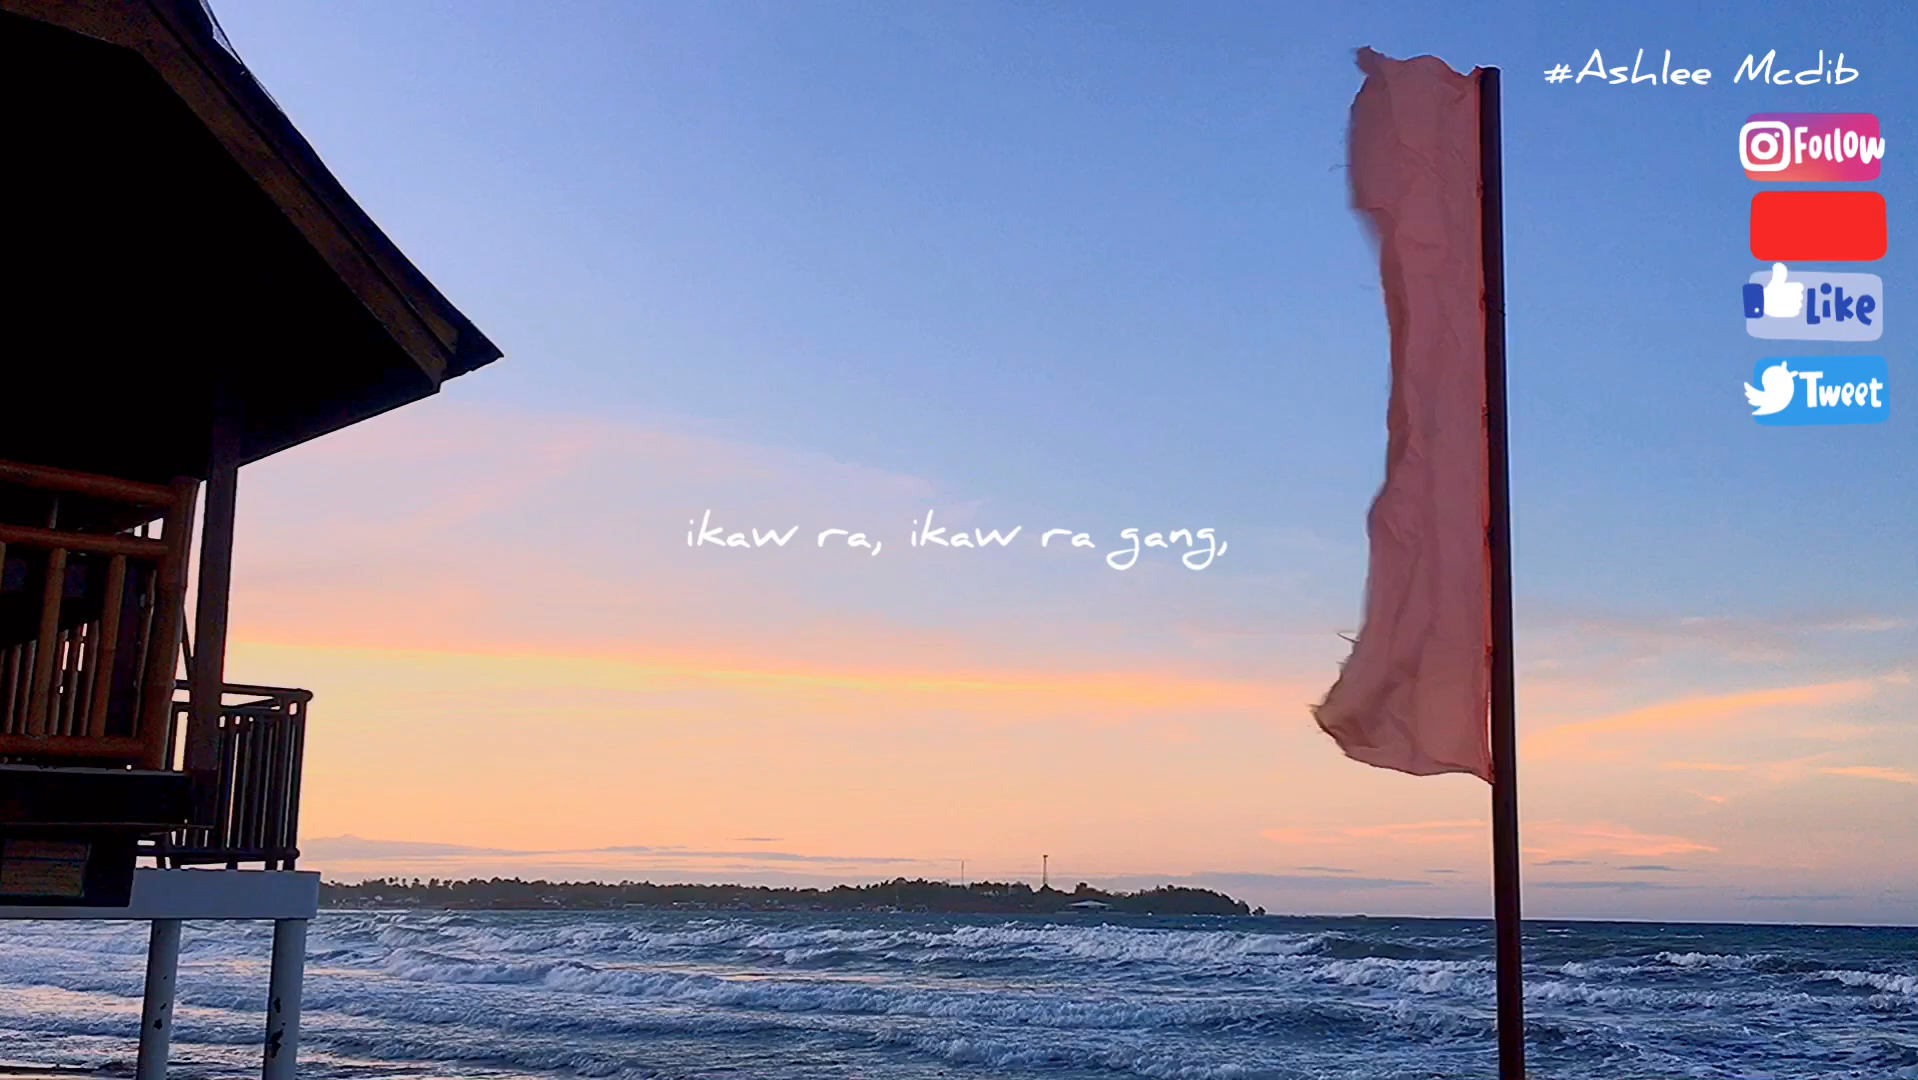 #Ashlee Mcdib
Follow
Like
Tweet
ikaw ra, ikaw ra gang,